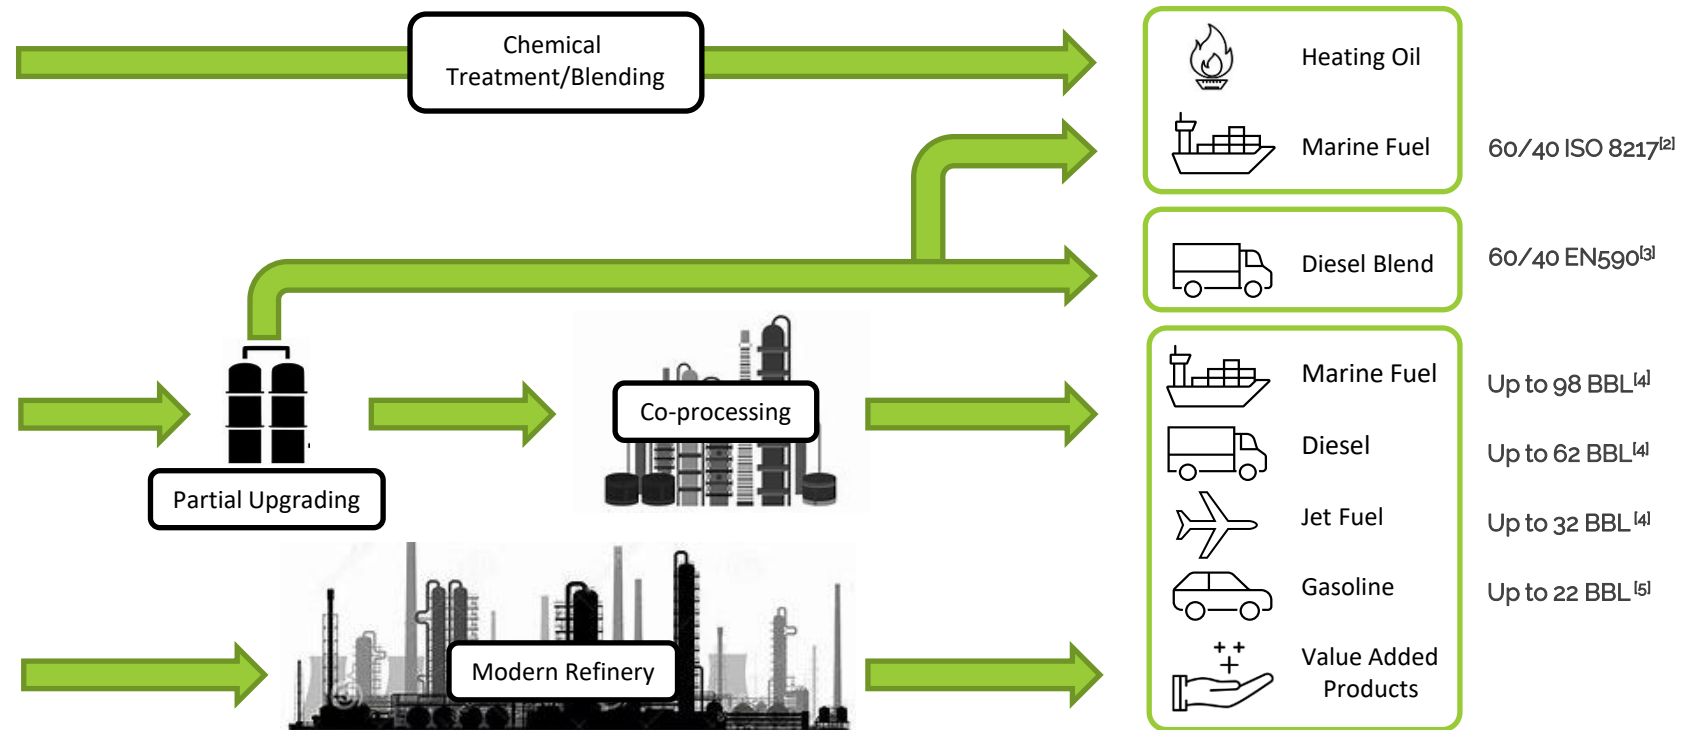 Chemical
Treatment/Blending
Heating Oil
Marine Fuel
60/40 ISO 8217[2]
Diesel Blend
60/40 EN590[3]
Marine Fuel
Up to 98 BBL[4]
Co-processing
Diesel
Up to 62 BBL[4]
Partial Upgrading
Jet Fuel
Up to 32 BBL[4]
Gasoline
Up to 22 BBL[5]
Modern Refinery
Value Added
Products